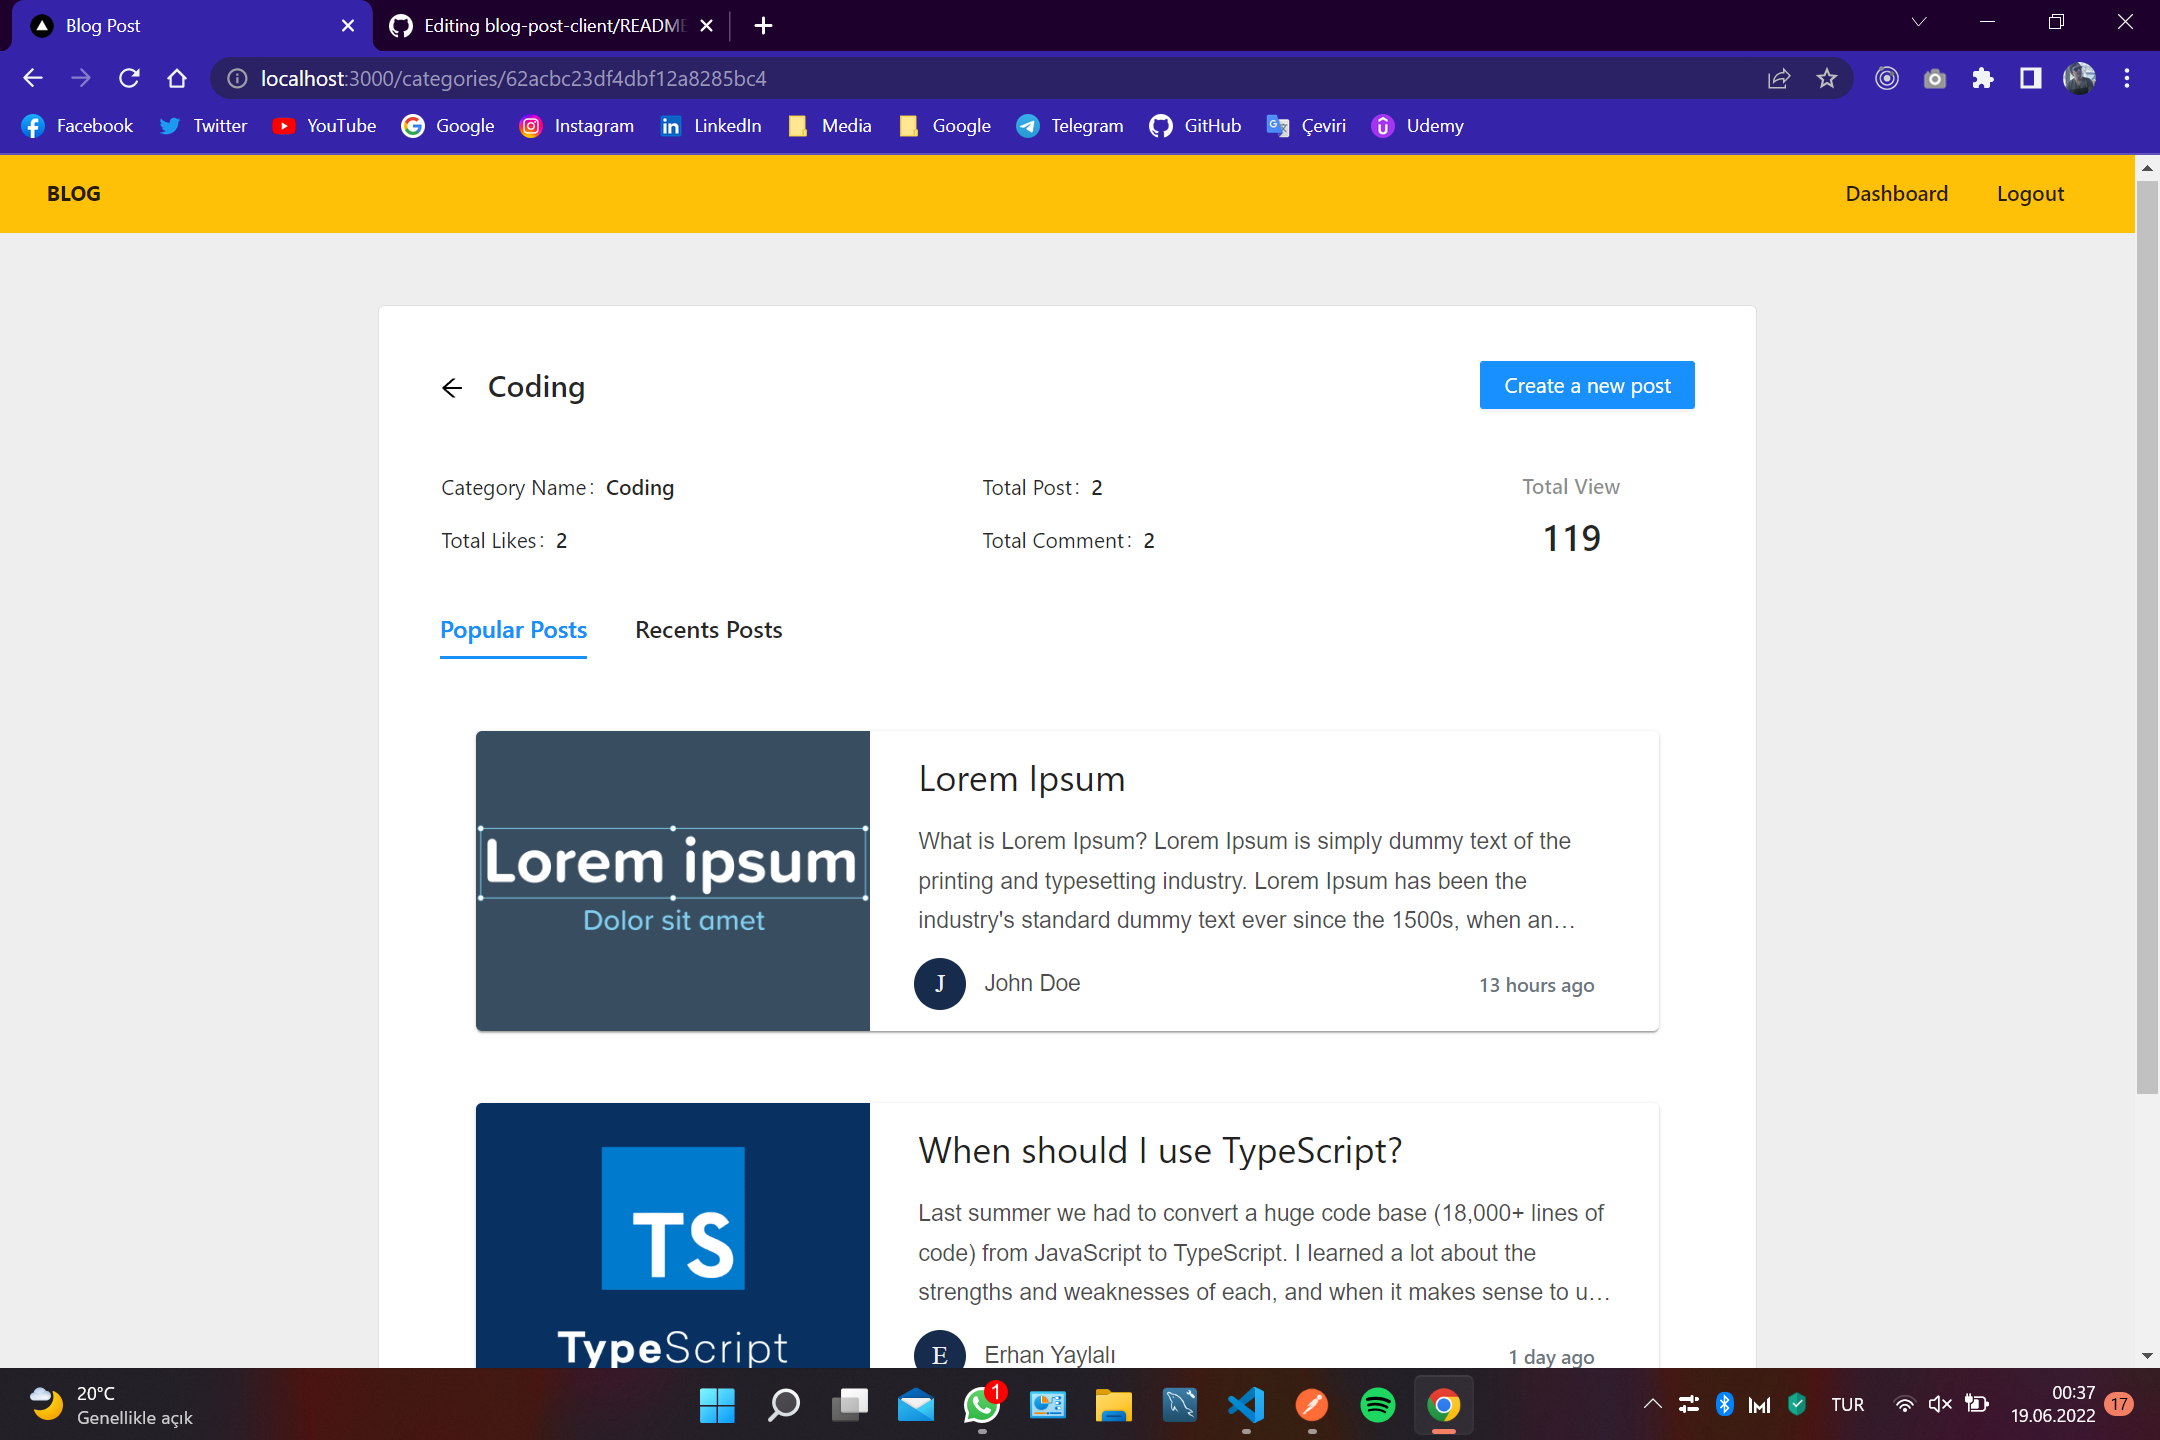 Blog Post
Editing blog-post-client/README
localhost:3000/categories/62acbc23df4dbf12a8285bc4
Facebook Twitter YouTube Google Instagram LinkedIn Media Google Telegram GitHub Çeviri Udemy
BLOG Dashboard Logout
Coding Create a new post
Category Name: Coding Total Post: 2 Total View
Total Likes: 2 Total Comment: 2 119
Popular Posts Recents Posts
Lorem ipsum
Dolor sit amet
Lorem Ipsum
What is Lorem Ipsum? Lorem Ipsum is simply dummy text of the
printing and typesetting industry. Lorem Ipsum has been the
industry's standard dummy text ever since the 1500s, when an…
J John Doe 13 hours ago
TS
TypeScript
When should I use TypeScript?
Last summer we had to convert a huge code base (18,000+ lines of
code) from JavaScript to TypeScript. I learned a lot about the
strengths and weaknesses of each, and when it makes sense to u…
E Erhan Yaylalı 1 day ago
20°C
Genellikle açık
1
TUR
00:37
19.06.2022
17